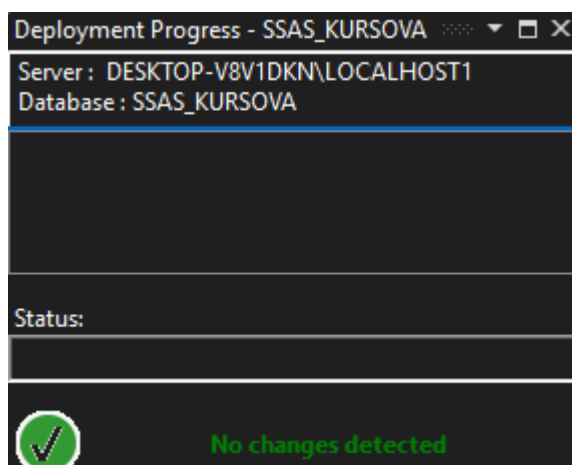 Deployment Progress - SSAS_KURSOVA
Server : DESKTOP-V8V1DKN\LOCALHOST1
Database : SSAS_KURSOVA
Status:
No changes detected